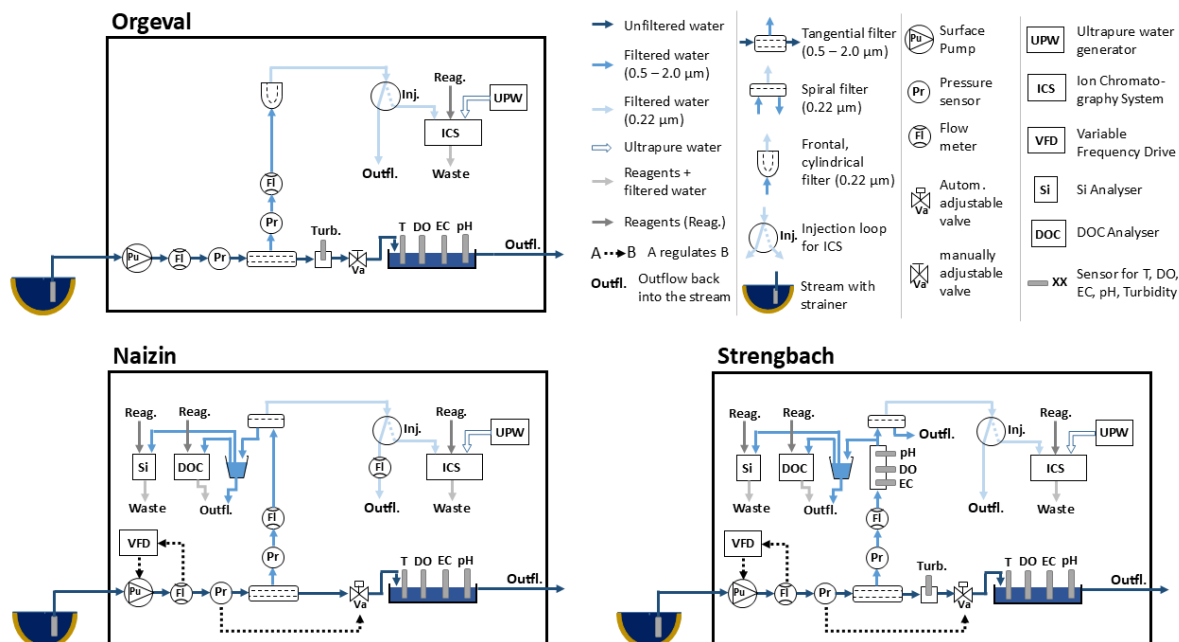 Orgeval
Reag.
Inj.
UPW
ICS
Outfl.
Waste
Fl
Pr
Turb.
T DO EC pH
Outfl.
Pu
Fl
Pr
Va
Unfiltered water
Filtered water
(0.5 – 2.0 µm)
Filtered water
(0.22 µm)
Ultrapure water
Reagents +
filtered water
Reagents (Reag.)
A B A regulates B
Outfl. Outflow back
into the stream
Tangential filter
(0.5 – 2.0 µm)
Spiral filter
(0.22 µm)
Frontal,
cylindrical
filter (0.22 µm)
Inj.
Injection loop
for ICS
Stream with
strainer
Pu
Surface
Pump
Pr
Pressure
sensor
Fl
Flow
meter
Va
Autom.
adjustable
valve
Va
manually
adjustable
valve
UPW
Ultrapure water
generator
ICS
Ion Chromato-
graphy System
VFD
Variable
Frequency Drive
Si
Si Analyser
DOC
DOC Analyser
XX
Sensor for T, DO,
EC, pH, Turbidity
Naizin
Reag. Reag.
Si
DOC
Waste
Outfl.
Inj.
Reag.
UPW
Fl
ICS
Outfl.
Waste
VFD
Fl
Pr
T DO EC pH
Outfl.
Pu
Fl
Pr
Va
Strengbach
Reag. Reag.
Si
DOC
Waste
Outfl.
Outfl.
pH
DO
EC
Inj.
Reag.
UPW
ICS
Outfl.
Waste
VFD
Fl
Pr
Turb.
T DO EC pH
Outfl.
Pu
Fl
Pr
Va